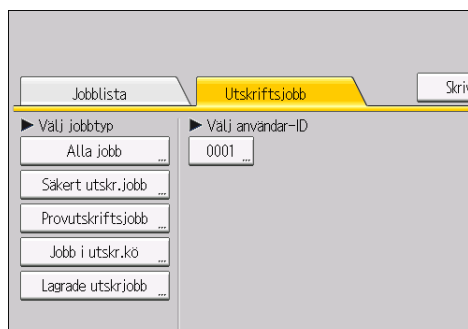 Jobblista
Utskriftsjobb
▶ Välj jobbtyp
▶ Välj användar-ID
Alla jobb
0001
Säkert utskr.jobb
Provutskriftsjobb
Jobb i utskr.kö
Lagrade utskrjobb